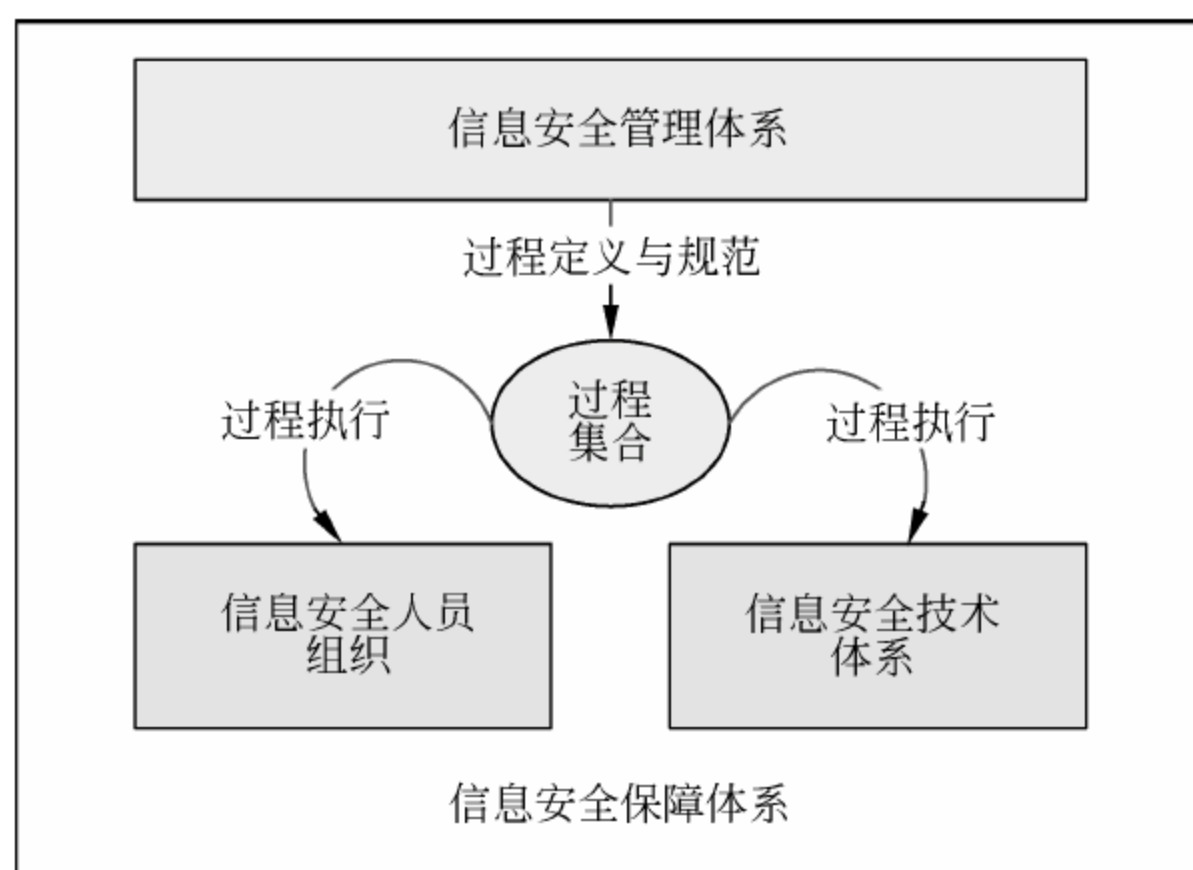 信息安全管理体系
过程定义与规范
过程
集合
过程执行
过程执行
信息安全人员
组织
信息安全技术
体系
信息安全保障体系